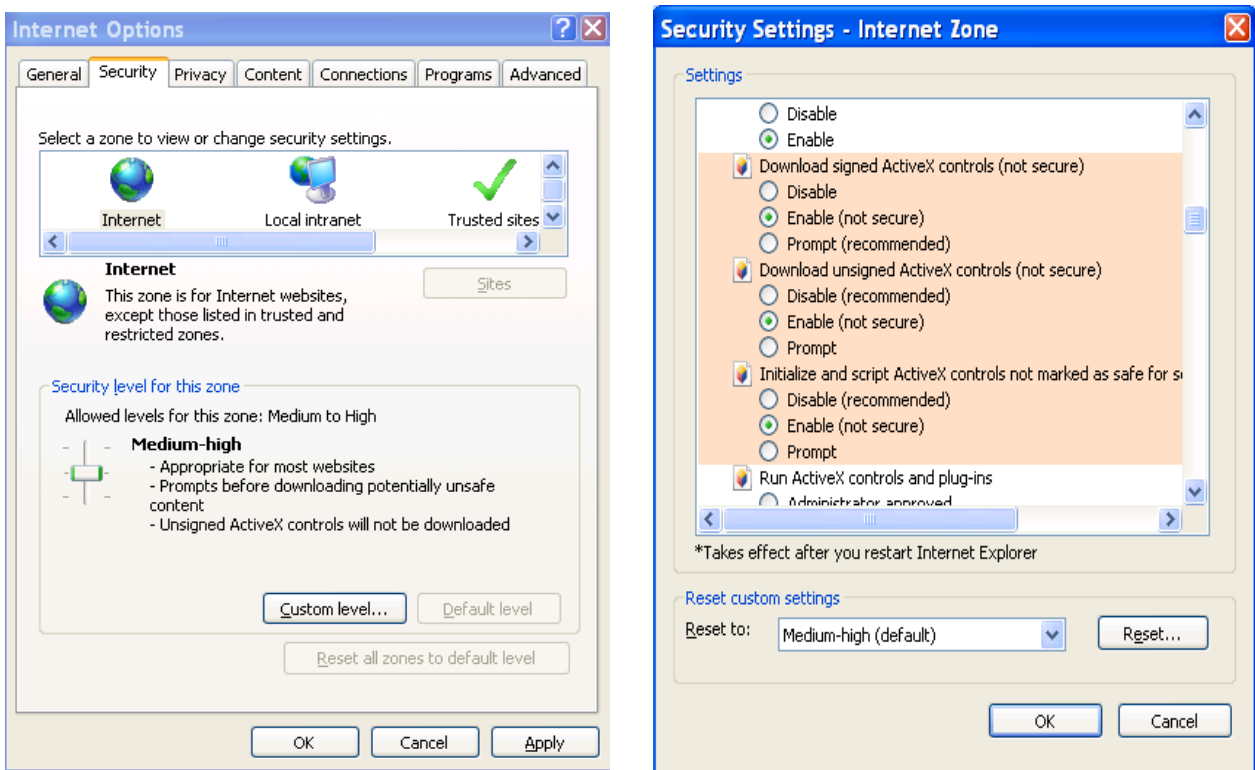 Internet Options
General Security Privacy Content Connections Programs Advanced
Select a zone to view or change security settings.
Internet Local intranet Trusted sites
Internet
Sites
This zone is for Internet websites,
except those listed in trusted and
restricted zones.
Security level for this zone
Allowed levels for this zone: Medium to High
Medium-high
- Appropriate for most websites
- Prompts before downloading potentially unsafe
content
- Unsigned ActiveX controls will not be downloaded
Custom level... Default level
Reset all zones to default level
OK Cancel Apply
Security Settings - Internet Zone
Settings
Disable
Enable
Download signed ActiveX controls (not secure)
Disable
Enable (not secure)
Prompt (recommended)
Download unsigned ActiveX controls (not secure)
Disable (recommended)
Enable (not secure)
Prompt
Initialize and script ActiveX controls not marked as safe for s
Disable (recommended)
Enable (not secure)
Prompt
Run ActiveX controls and plug-ins
Administrator approved
*Takes effect after you restart Internet Explorer
Reset custom settings
Reset to: Medium-high (default) Reset...
OK Cancel